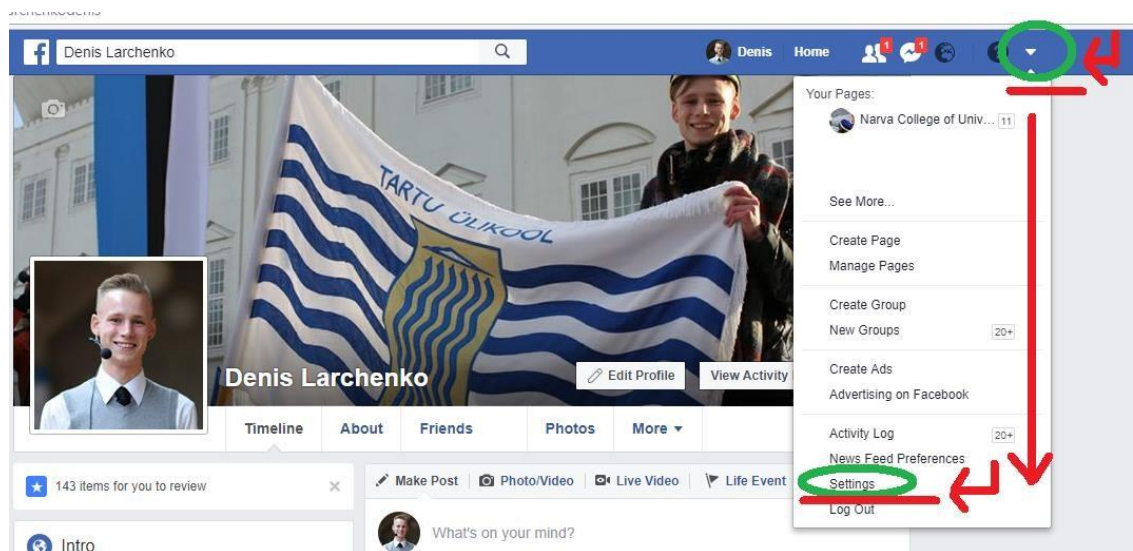 f Denis Larchenko Denis Home 1 1
Your Pages:
Narva College of Univ... 11
See More...
Create Page
Manage Pages
Create Group
New Groups 20+
Create Ads
Advertising on Facebook
Activity Log 20+
News Feed Preferences
Settings
Log Out
TARTU ÜLIKOOL
Denis Larchenko
Edit Profile View Activity
Timeline About Friends Photos More
143 items for you to review
Make Post Photo/Video Live Video Life Event
What's on your mind?
Intro